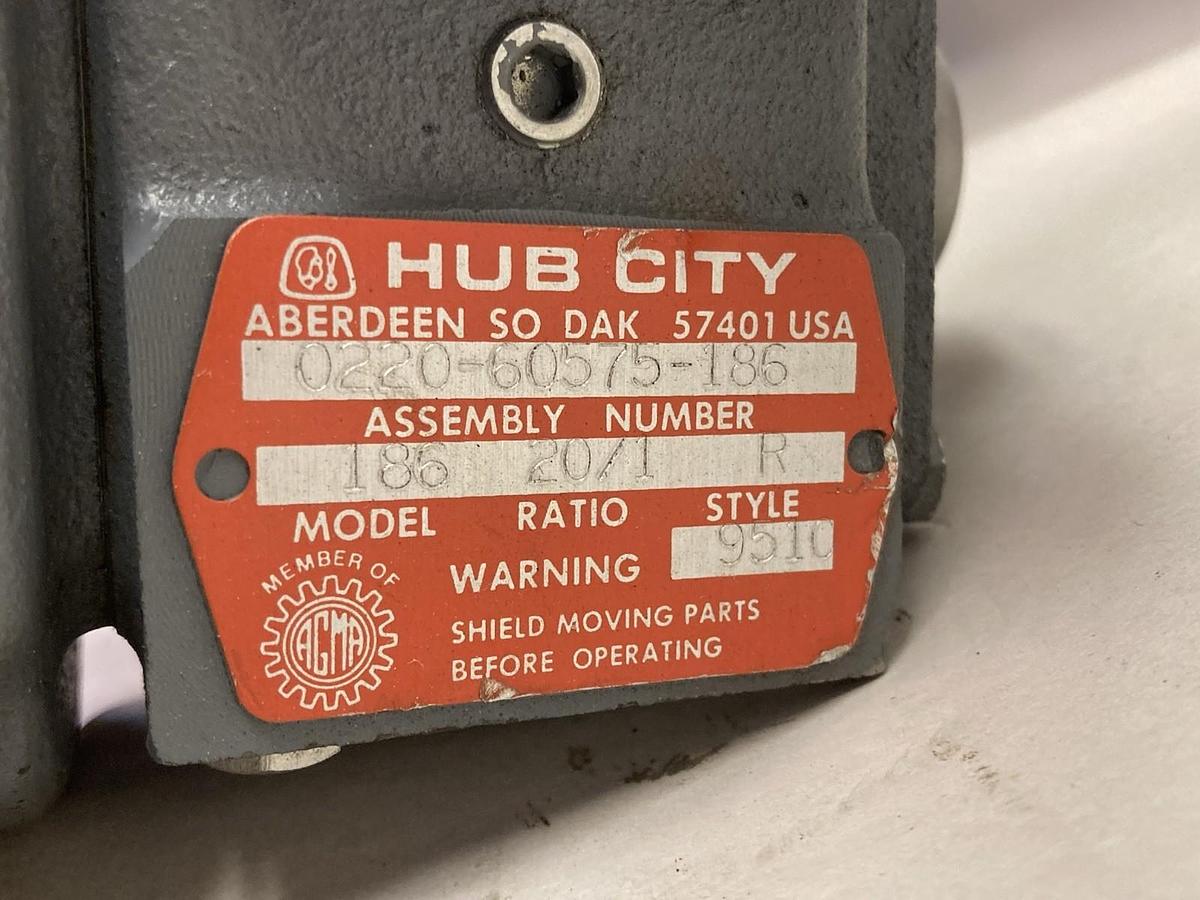 HUB CITY
ABERDEEN SO DAK 57401 USA
0220-60575-186
ASSEMBLY NUMBER
186 20/1 R
MODEL RATIO STYLE
9510
MEMBER OF
AGMA
WARNING
SHIELD MOVING PARTS
BEFORE OPERATING